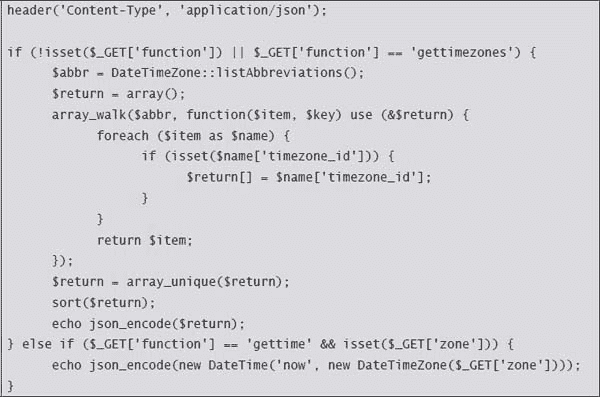 header('Content-Type', 'application/json');

if (!isset($_GET['function']) || $_GET['function'] == 'gettimezones') {
      $abbr = DateTimeZone::listAbbreviations();
      $return = array();
      array_walk($abbr, function($item, $key) use (&$return) {
            foreach ($item as $name) {
                  if (isset($name['timezone_id'])) {
                        $return[] = $name['timezone_id'];
                  }
            }
            return $item;
      });
      $return = array_unique($return);
      sort($return);
      echo json_encode($return);
} else if ($_GET['function'] == 'gettime' && isset($_GET['zone'])) {
      echo json_encode(new DateTime('now', new DateTimeZone($_GET['zone'])));
}